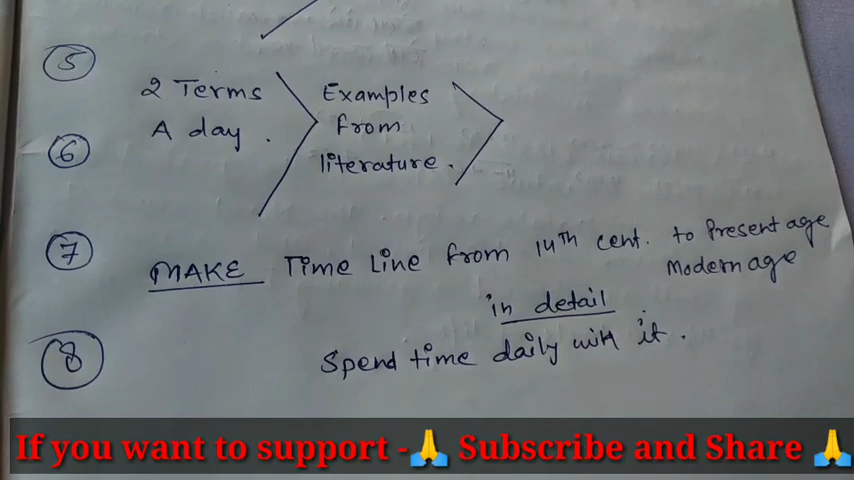 5
2 Terms
A day.
Examples
from
literature.
6
7
MAKE Time Line from 14TH cent. to Present age
Modern age
in detail
8
Spend time daily with it.
If you want to support -🙏 Subscribe and Share 🙏